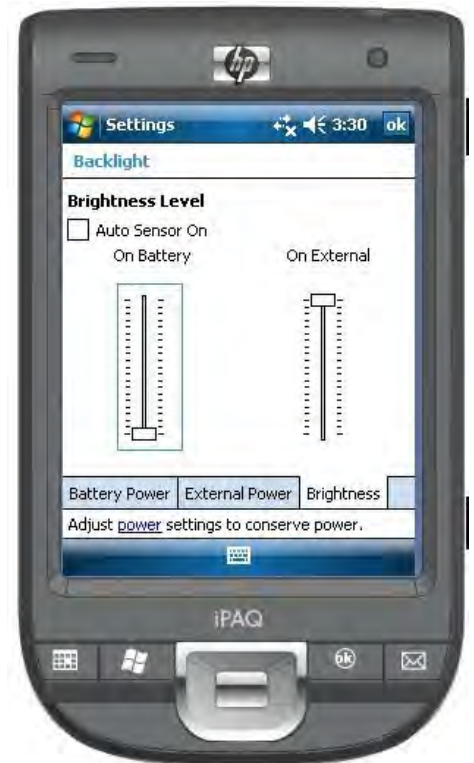 hp
Settings 3:30 ok
Backlight
Brightness Level
Auto Sensor On
On Battery On External
Battery Power External Power Brightness
Adjust power settings to conserve power.
iPAQ
ok